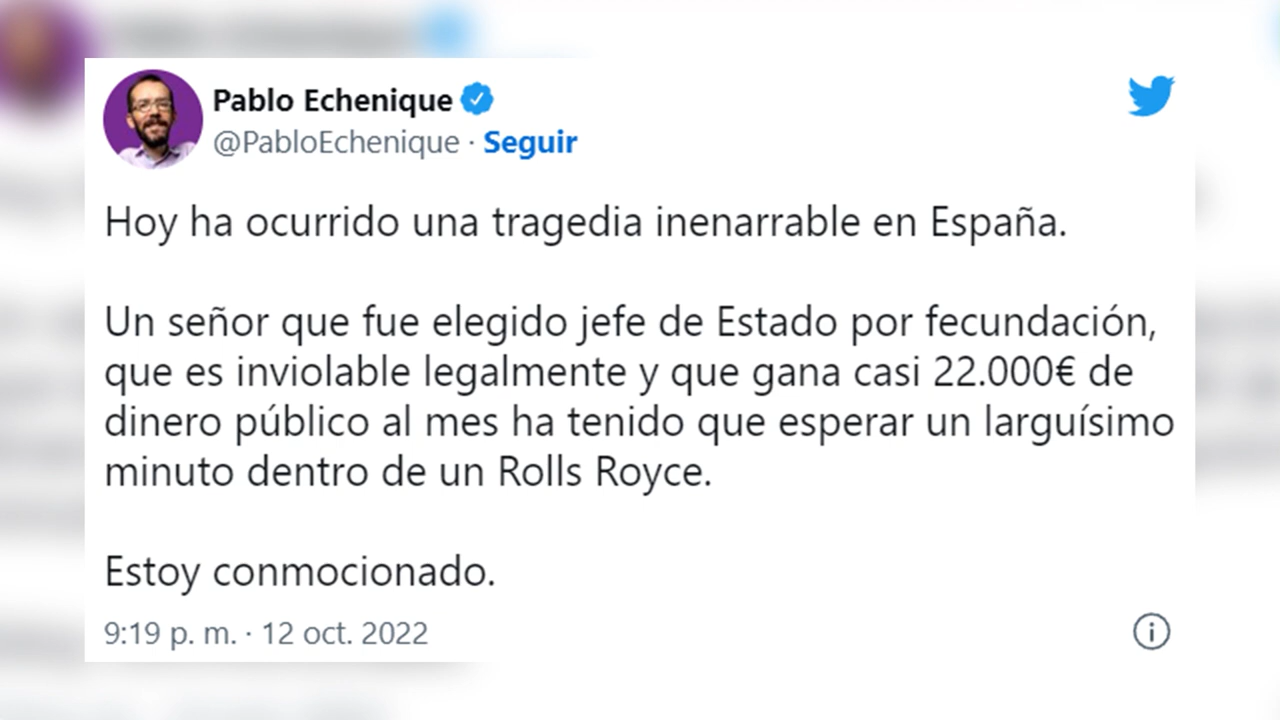 Pablo Echenique
@PabloEchenique · Seguir
Hoy ha ocurrido una tragedia inenarrable en España.
Un señor que fue elegido jefe de Estado por fecundación,
que es inviolable legalmente y que gana casi 22.000€ de
dinero público al mes ha tenido que esperar un larguísimo
minuto dentro de un Rolls Royce.
Estoy conmocionado.
9:19 p. m. · 12 oct. 2022